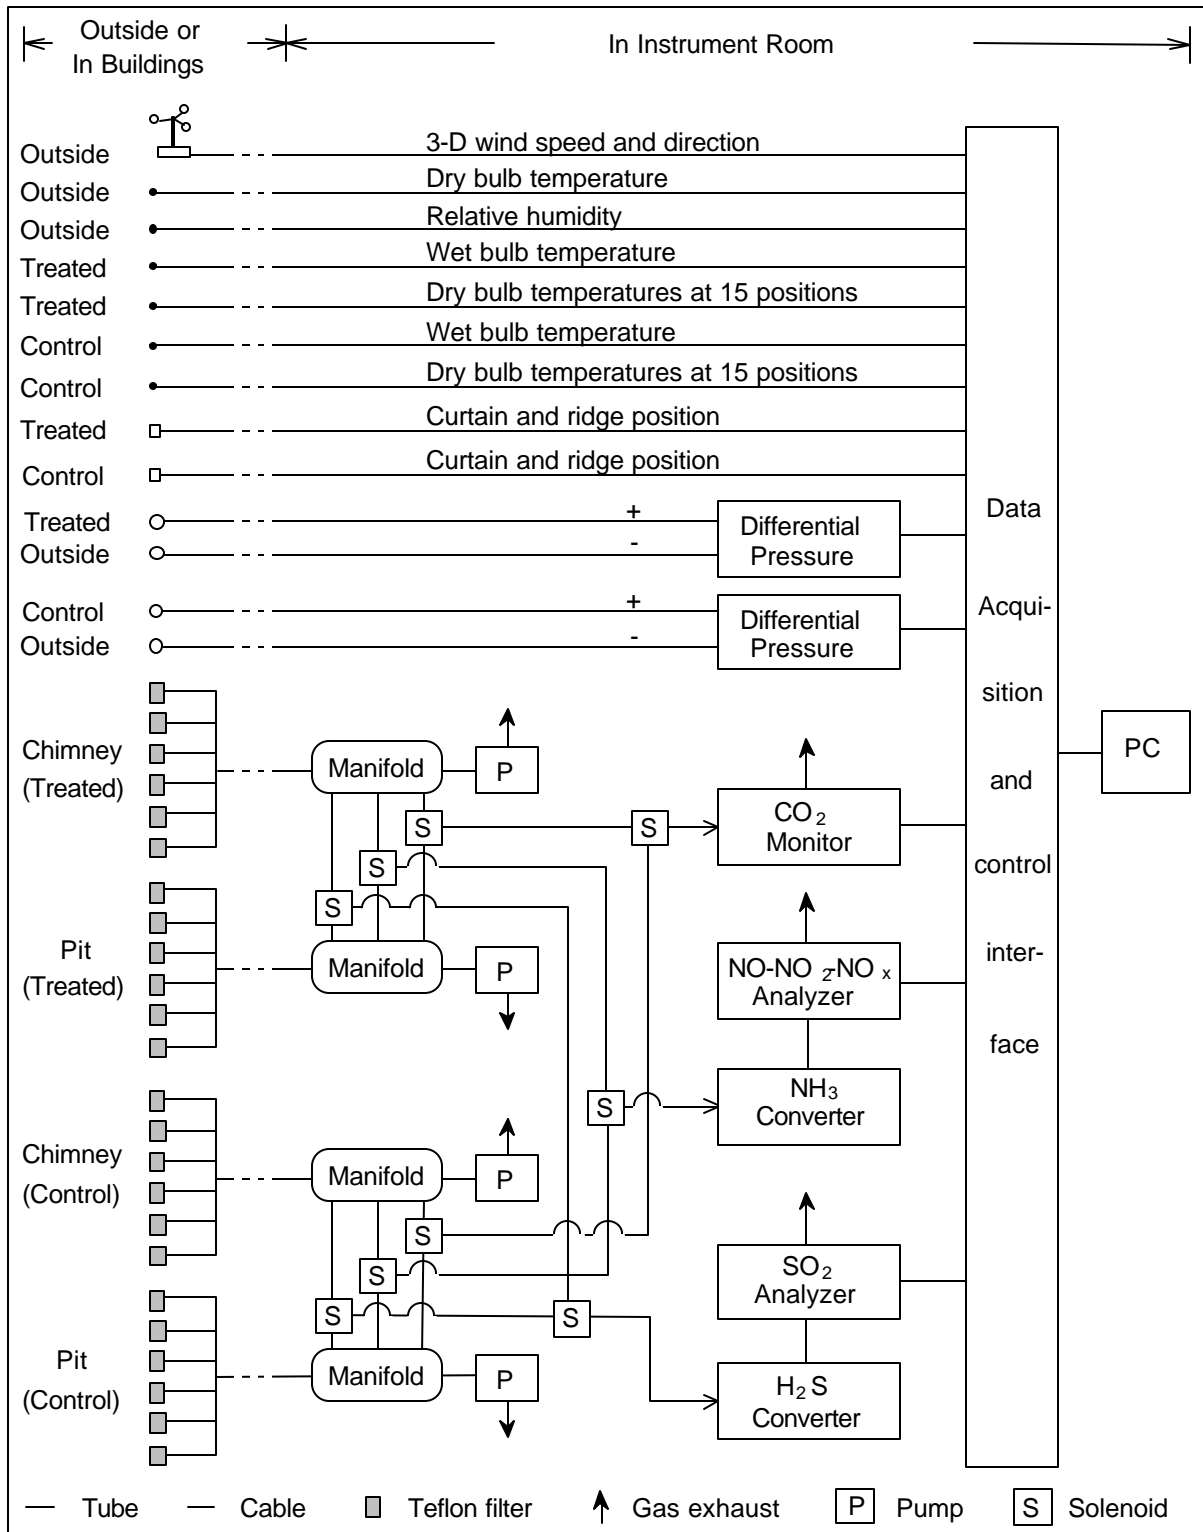 Outside or
In Buildings
In Instrument Room
Outside
3-D wind speed and direction
Outside
Dry bulb temperature
Outside
Relative humidity
Treated
Wet bulb temperature
Treated
Dry bulb temperatures at 15 positions
Control
Wet bulb temperature
Control
Dry bulb temperatures at 15 positions
Treated
Curtain and ridge position
Control
Curtain and ridge position
Treated
+
Outside
-
Differential
Pressure
Control
+
Outside
-
Differential
Pressure
Data
Acqui-
sition
and
control
inter-
face
PC
Chimney
(Treated)
Manifold
P
S
S
S
S
CO2
Monitor
Pit
(Treated)
Manifold
P
NO-NO2-NOx
Analyzer
S
NH3
Converter
Chimney
(Control)
Manifold
P
S
S
S
S
SO2
Analyzer
Pit
(Control)
Manifold
P
H2S
Converter
Tube
Cable
Teflon filter
Gas exhaust
P Pump
S Solenoid